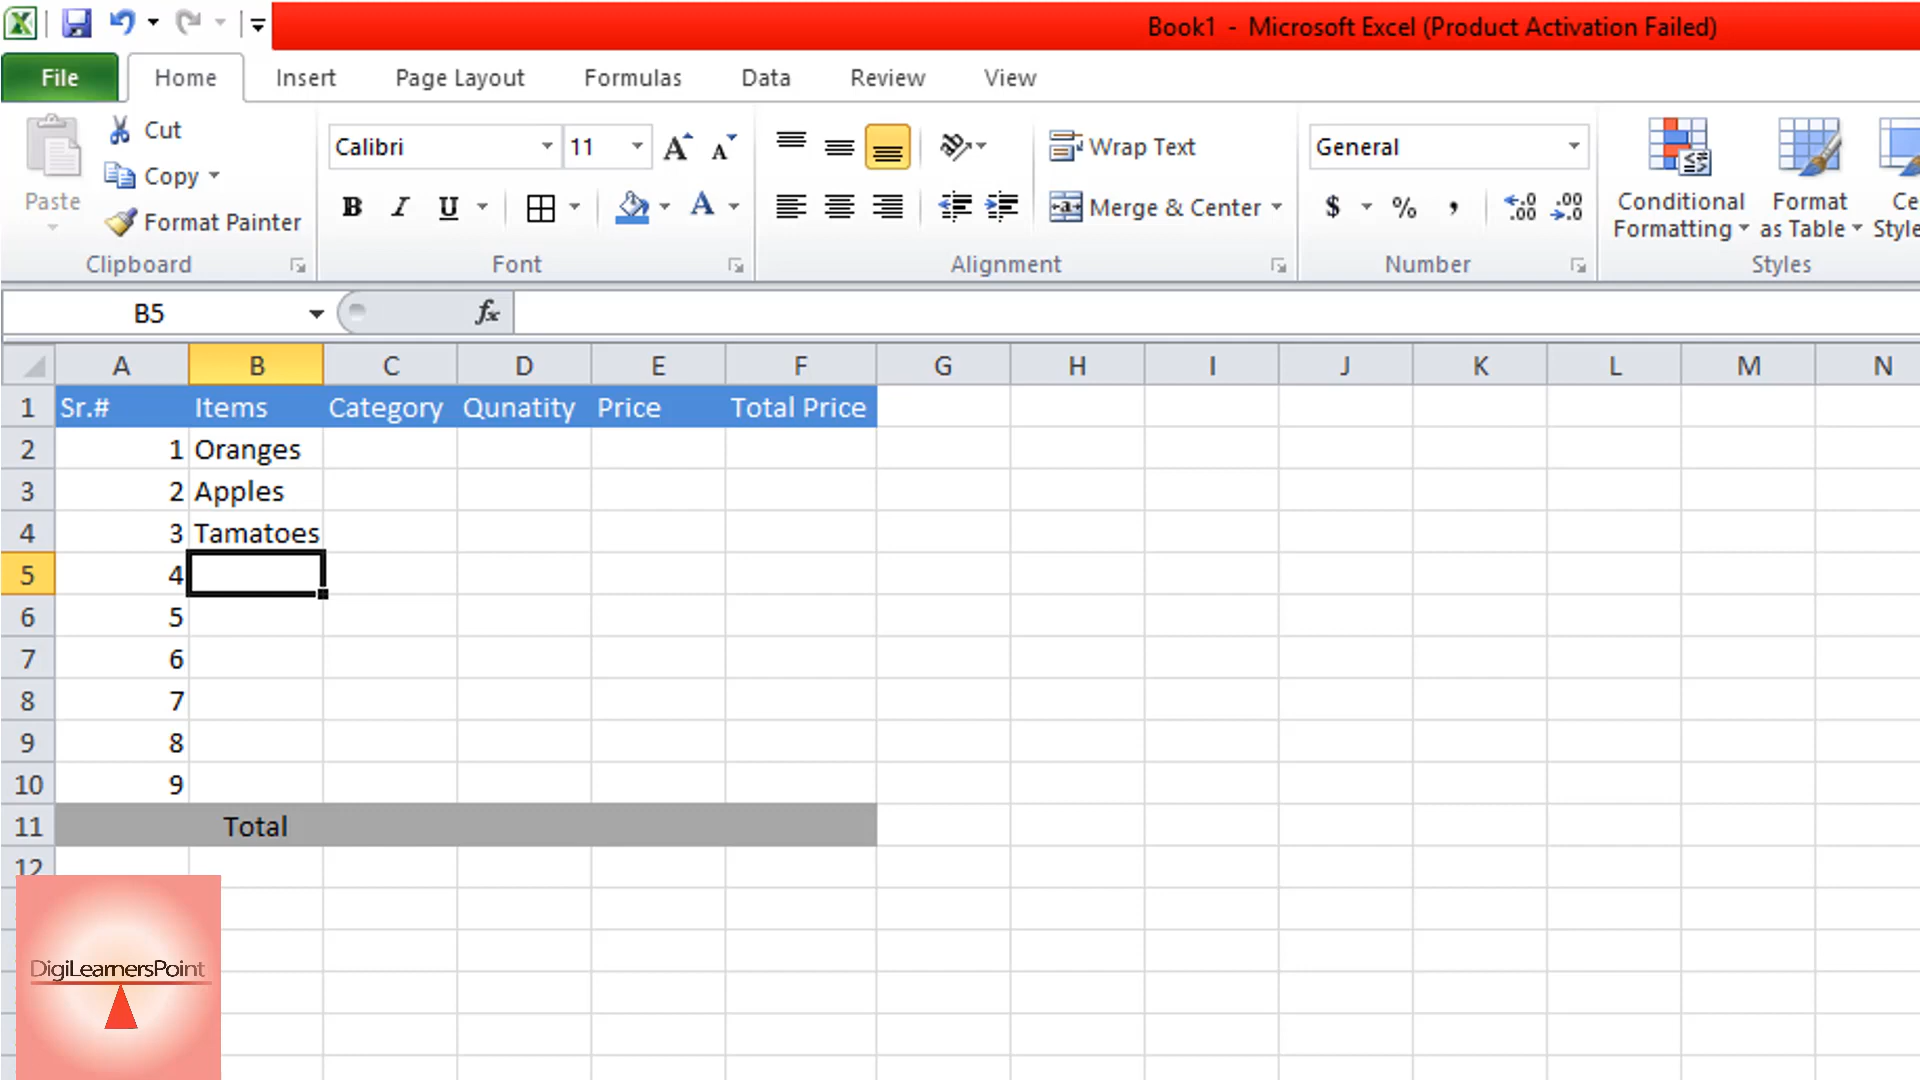 Book1 - Microsoft Excel (Product Activation Failed)
File Home Insert Page Layout Formulas Data Review View
Cut
Copy
Format Painter
Paste
Clipboard
Calibri 11
B I U A
Font
Wrap Text
Merge & Center
Alignment
General
$ % ,
Number
Conditional Formatting
Format as Table
Styles
B5 fx
A B C D E F G H I J K L M N
1 Sr.# Items Category Qunatity Price Total Price
2 1 Oranges
3 2 Apples
4 3 Tamatoes
5 4
6 5
7 6
8 7
9 8
10 9
11 Total
12
DigiLearnersPoint